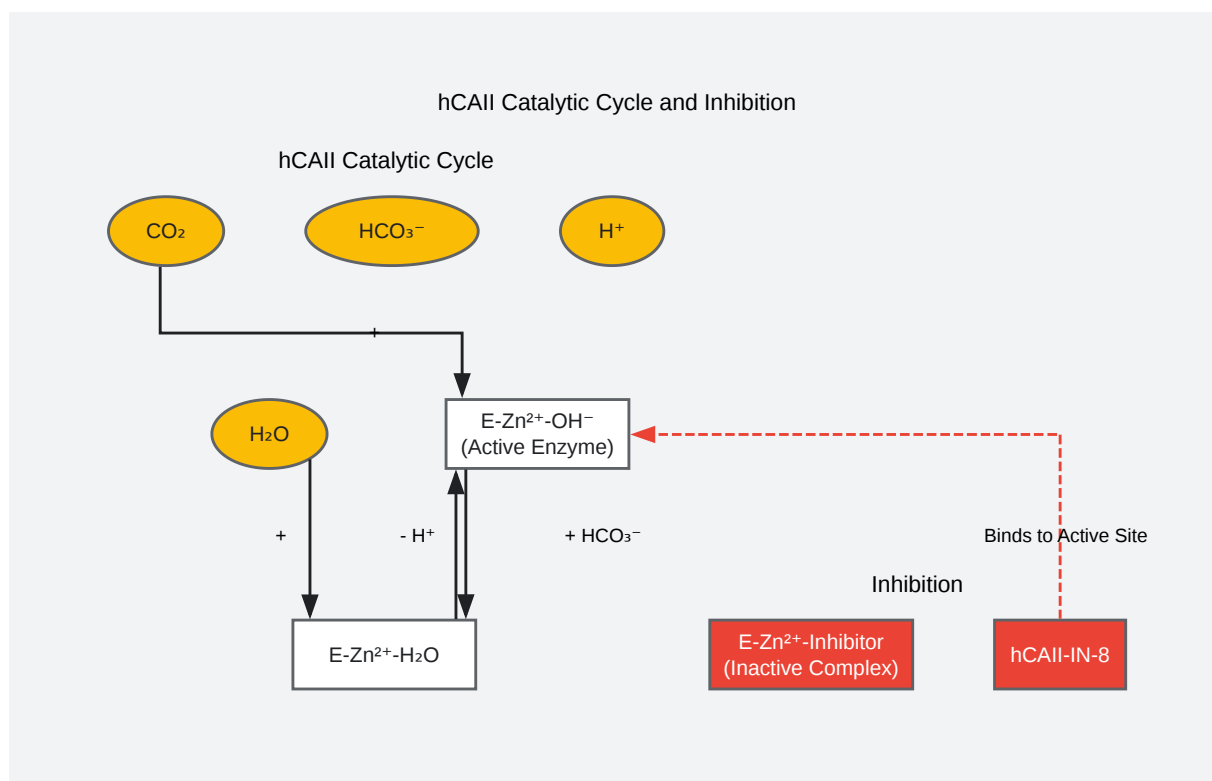 hCAII Catalytic Cycle and Inhibition
hCAII Catalytic Cycle
CO₂
HCO₃⁻
H⁺
+
H₂O
E-Zn²⁺-OH⁻
(Active Enzyme)
+
- H⁺
+ HCO₃⁻
Binds to Active Site
Inhibition
E-Zn²⁺-H₂O
E-Zn²⁺-Inhibitor
(Inactive Complex)
hCAII-IN-8